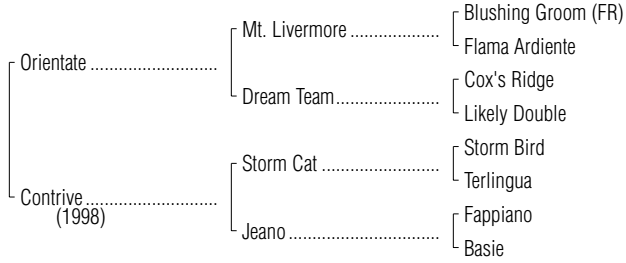 Blushing Groom (FR)
Mt. Livermore ....................
Flama Ardiente
Orientate ............................
Cox's Ridge
Dream Team.......................
Likely Double
Storm Bird
Storm Cat ..........................
Terlingua
Contrive .............................
(1998)
Fappiano
Jeano .................................
Basie